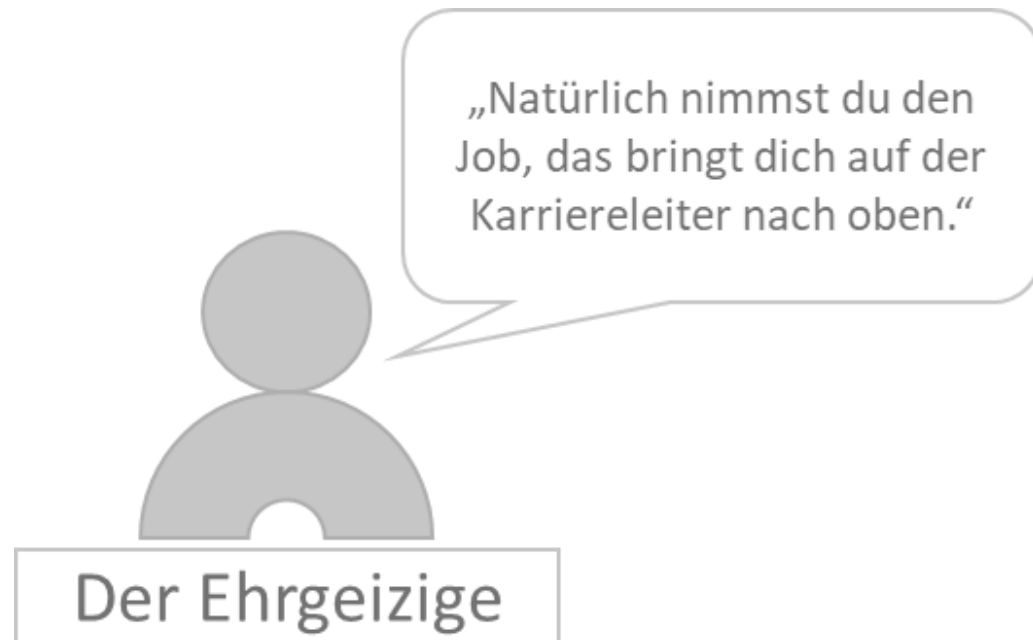 „Natürlich nimmst du den
Job, das bringt dich auf der
Karriereleiter nach oben.“
Der Ehrgeizige